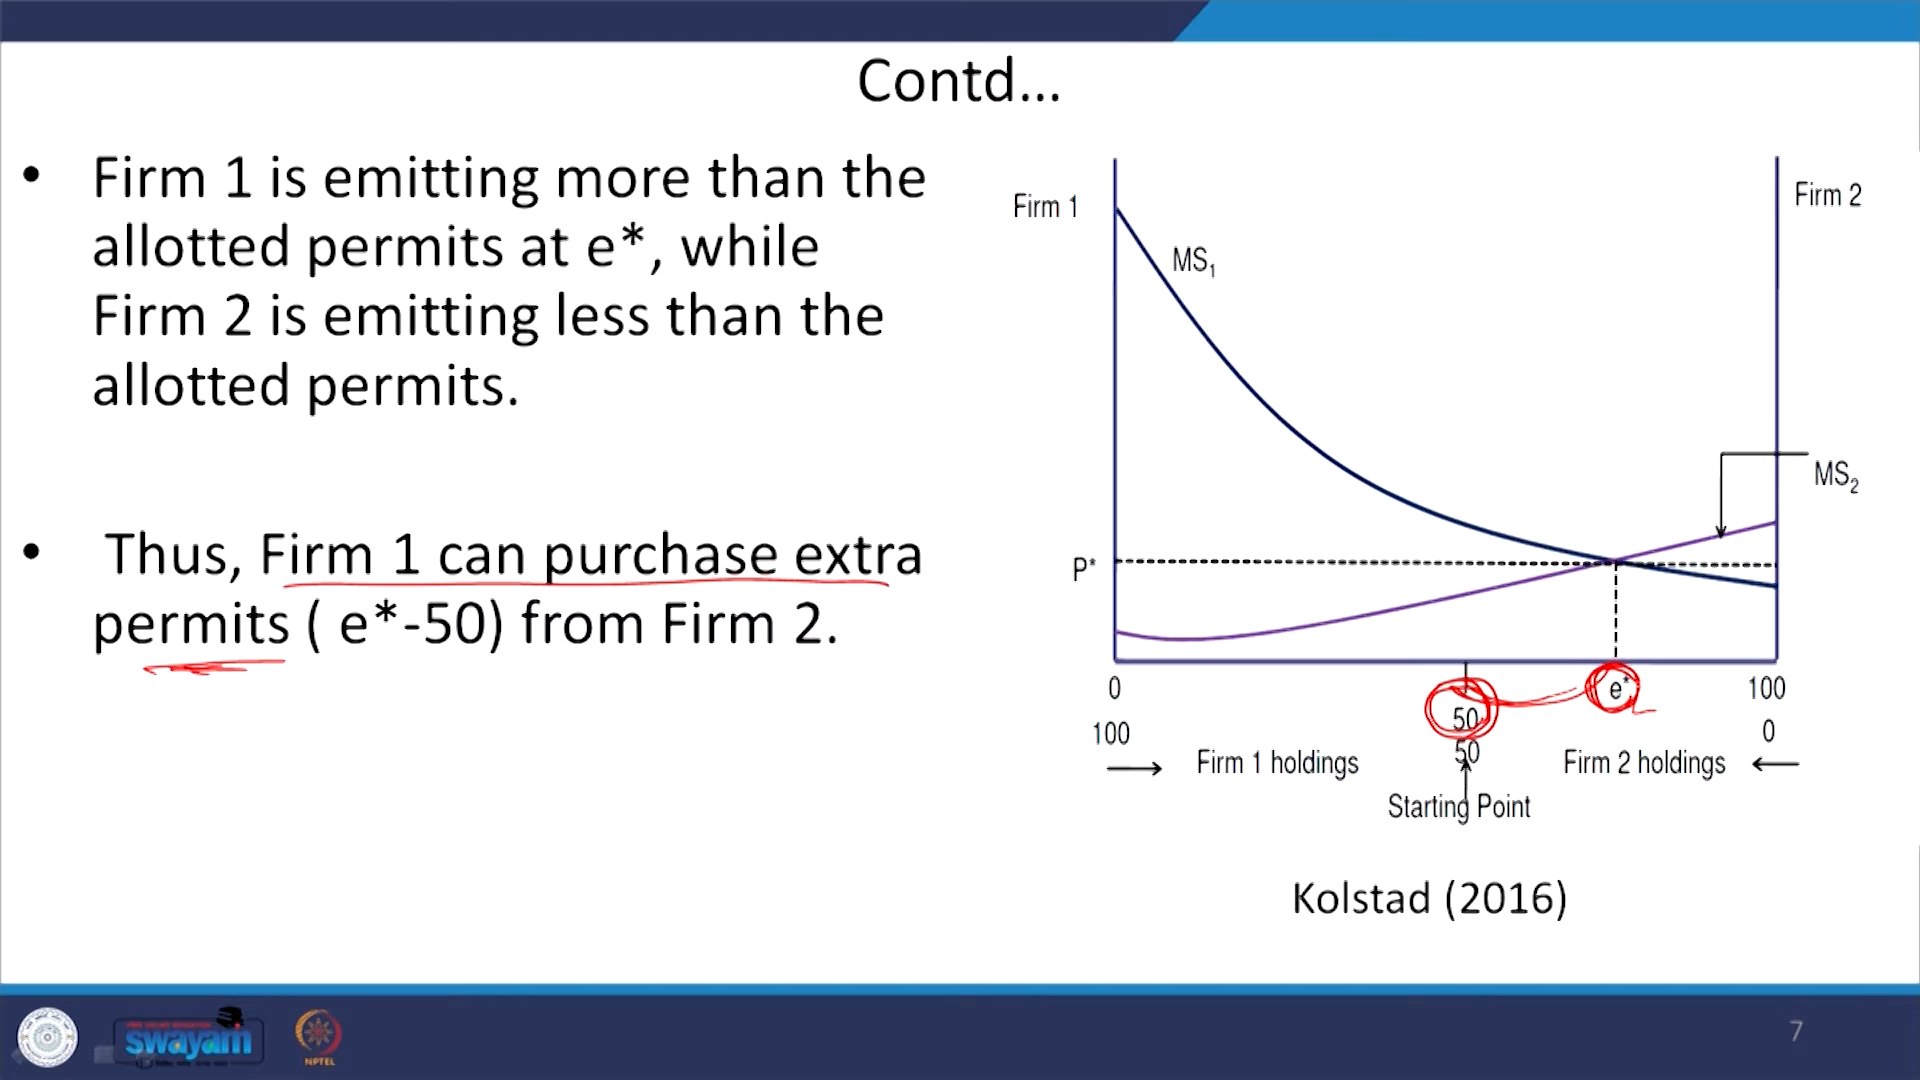 Contd...
• Firm 1 is emitting more than the
allotted permits at e*, while
Firm 2 is emitting less than the
allotted permits.
• Thus, Firm 1 can purchase extra
permits ( e*-50) from Firm 2.
Firm 1
Firm 2
MS₁
MS₂
P*
0
e*
100
50
100
0
50
Firm 1 holdings
Firm 2 holdings
Starting Point
Kolstad (2016)
swayam
NPTEL
7